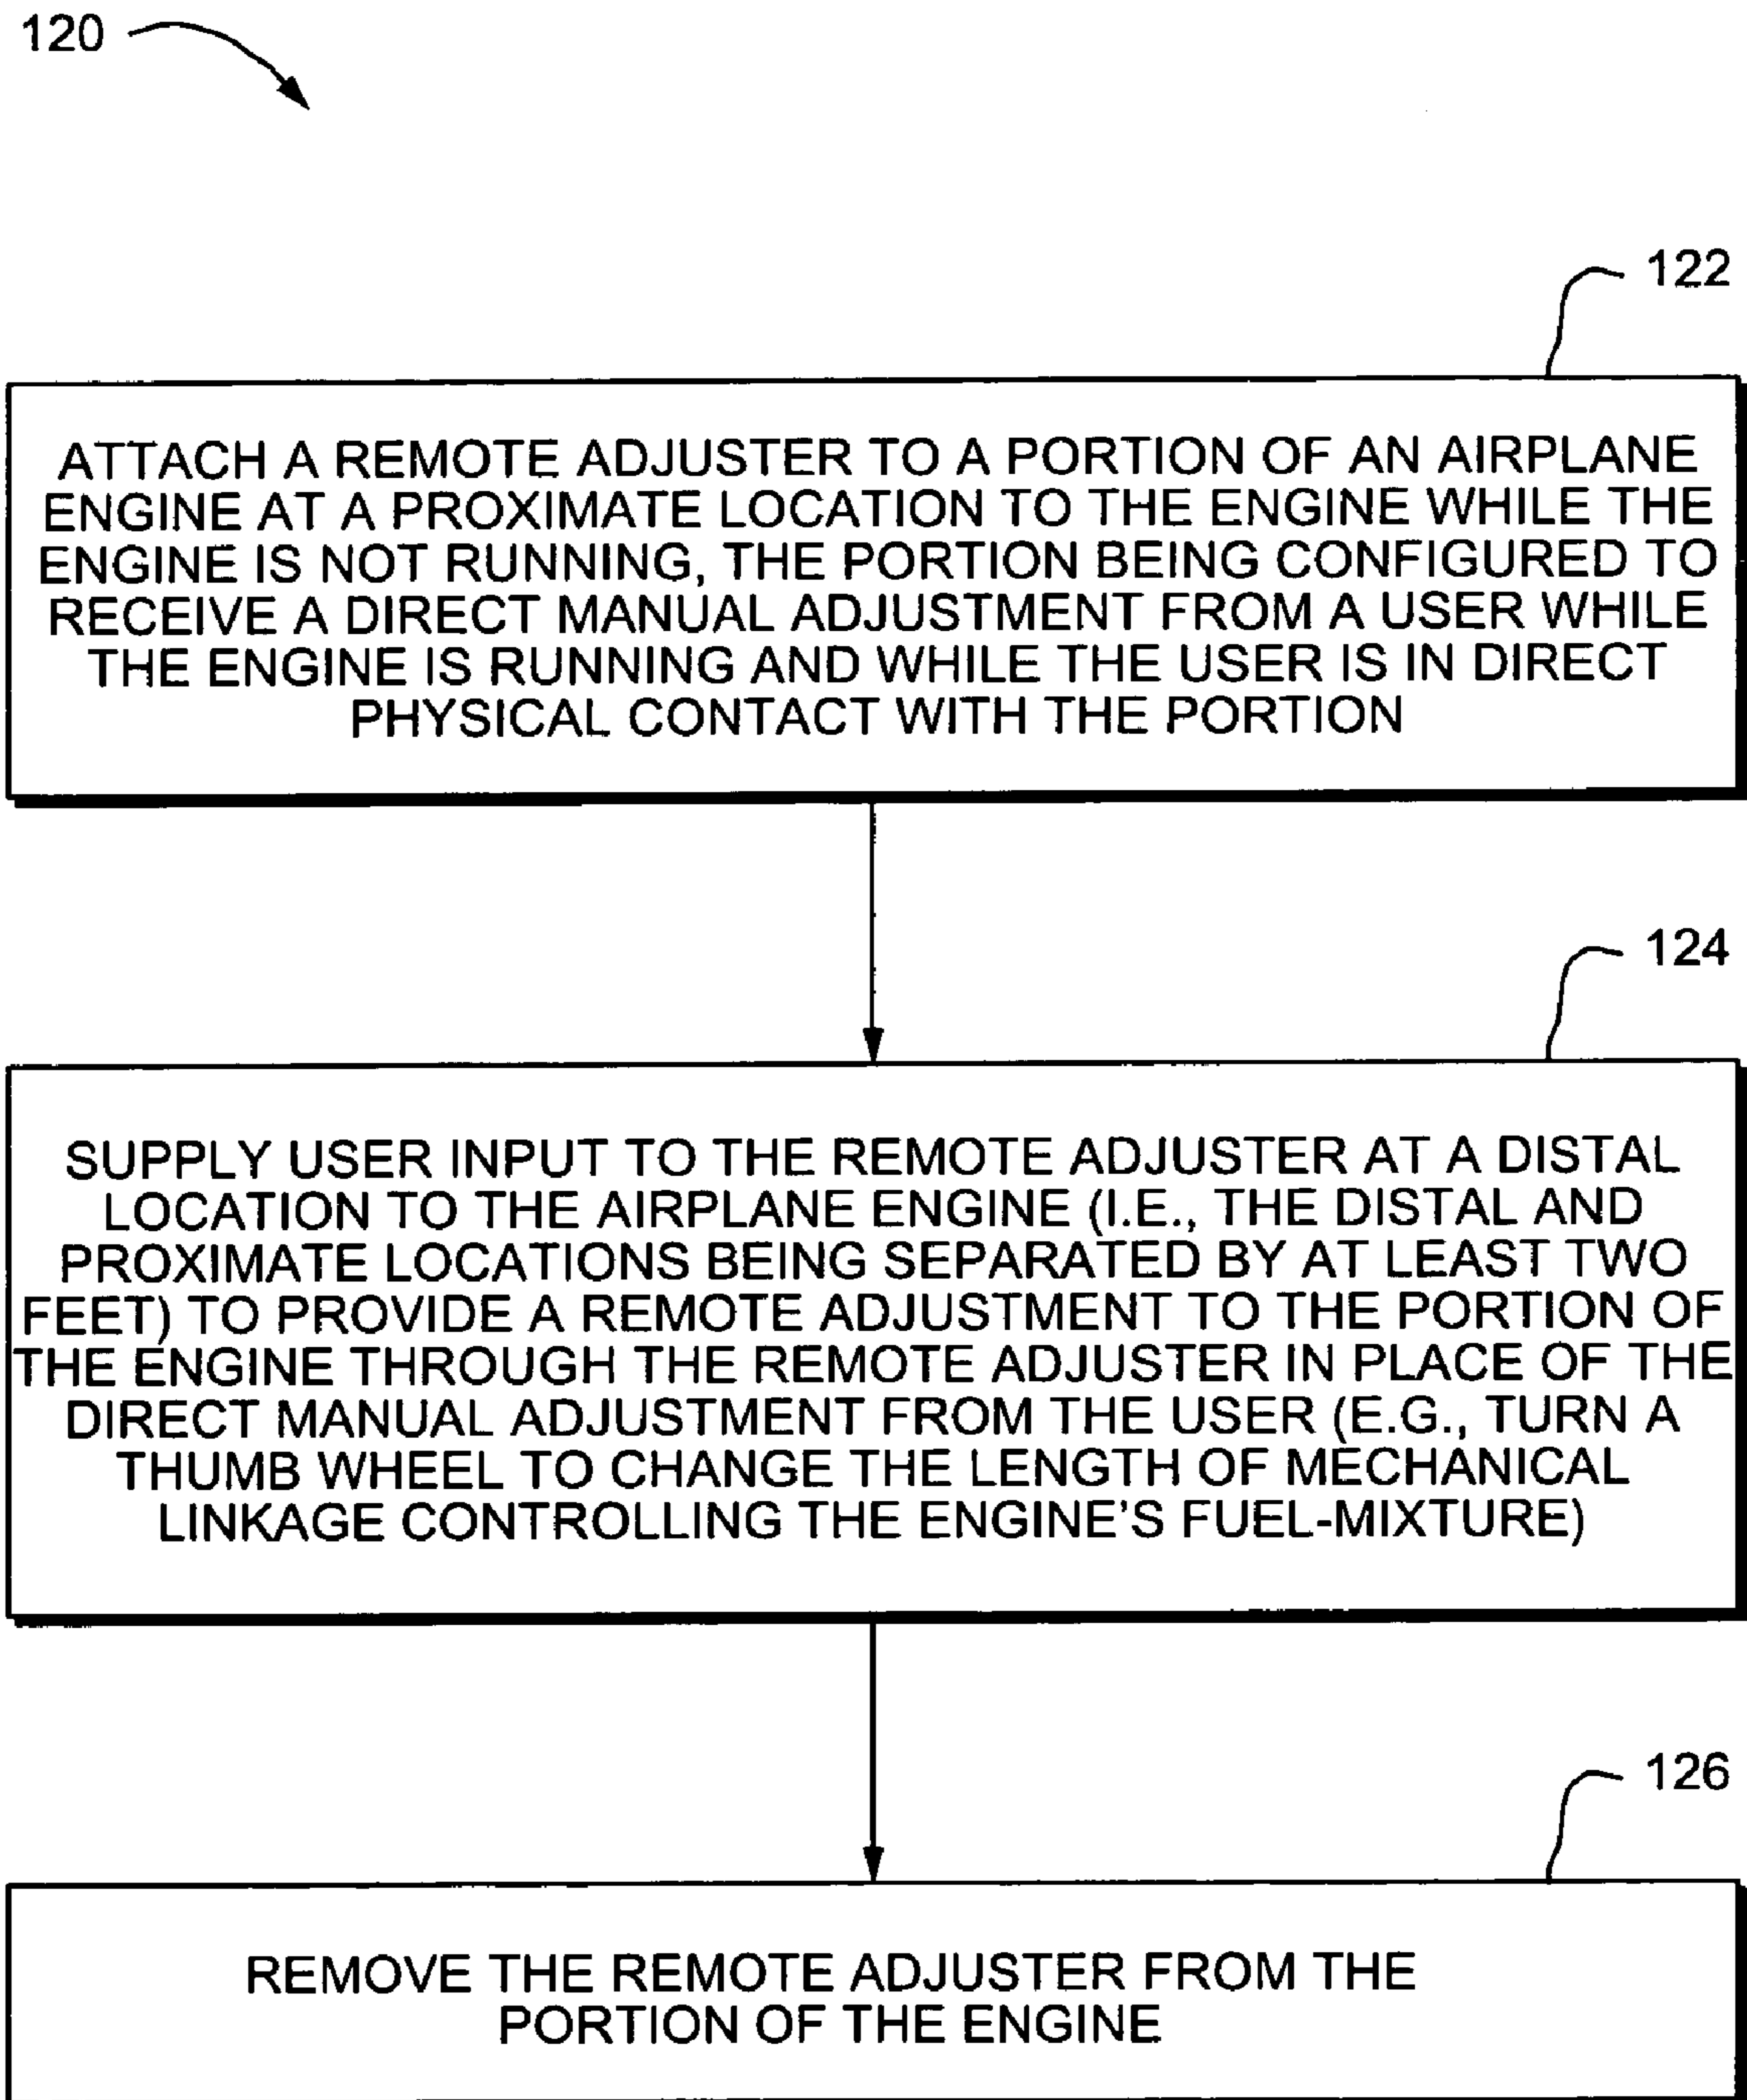 120
122
ATTACH A REMOTE ADJUSTER TO A PORTION OF AN AIRPLANE
ENGINE AT A PROXIMATE LOCATION TO THE ENGINE WHILE THE
ENGINE IS NOT RUNNING, THE PORTION BEING CONFIGURED TO
RECEIVE A DIRECT MANUAL ADJUSTMENT FROM A USER WHILE
THE ENGINE IS RUNNING AND WHILE THE USER IS IN DIRECT
PHYSICAL CONTACT WITH THE PORTION
124
SUPPLY USER INPUT TO THE REMOTE ADJUSTER AT A DISTAL
LOCATION TO THE AIRPLANE ENGINE (I.E., THE DISTAL AND
PROXIMATE LOCATIONS BEING SEPARATED BY AT LEAST TWO
FEET) TO PROVIDE A REMOTE ADJUSTMENT TO THE PORTION OF
THE ENGINE THROUGH THE REMOTE ADJUSTER IN PLACE OF THE
DIRECT MANUAL ADJUSTMENT FROM THE USER (E.G., TURN A
THUMB WHEEL TO CHANGE THE LENGTH OF MECHANICAL
LINKAGE CONTROLLING THE ENGINE'S FUEL-MIXTURE)
126
REMOVE THE REMOTE ADJUSTER FROM THE
PORTION OF THE ENGINE